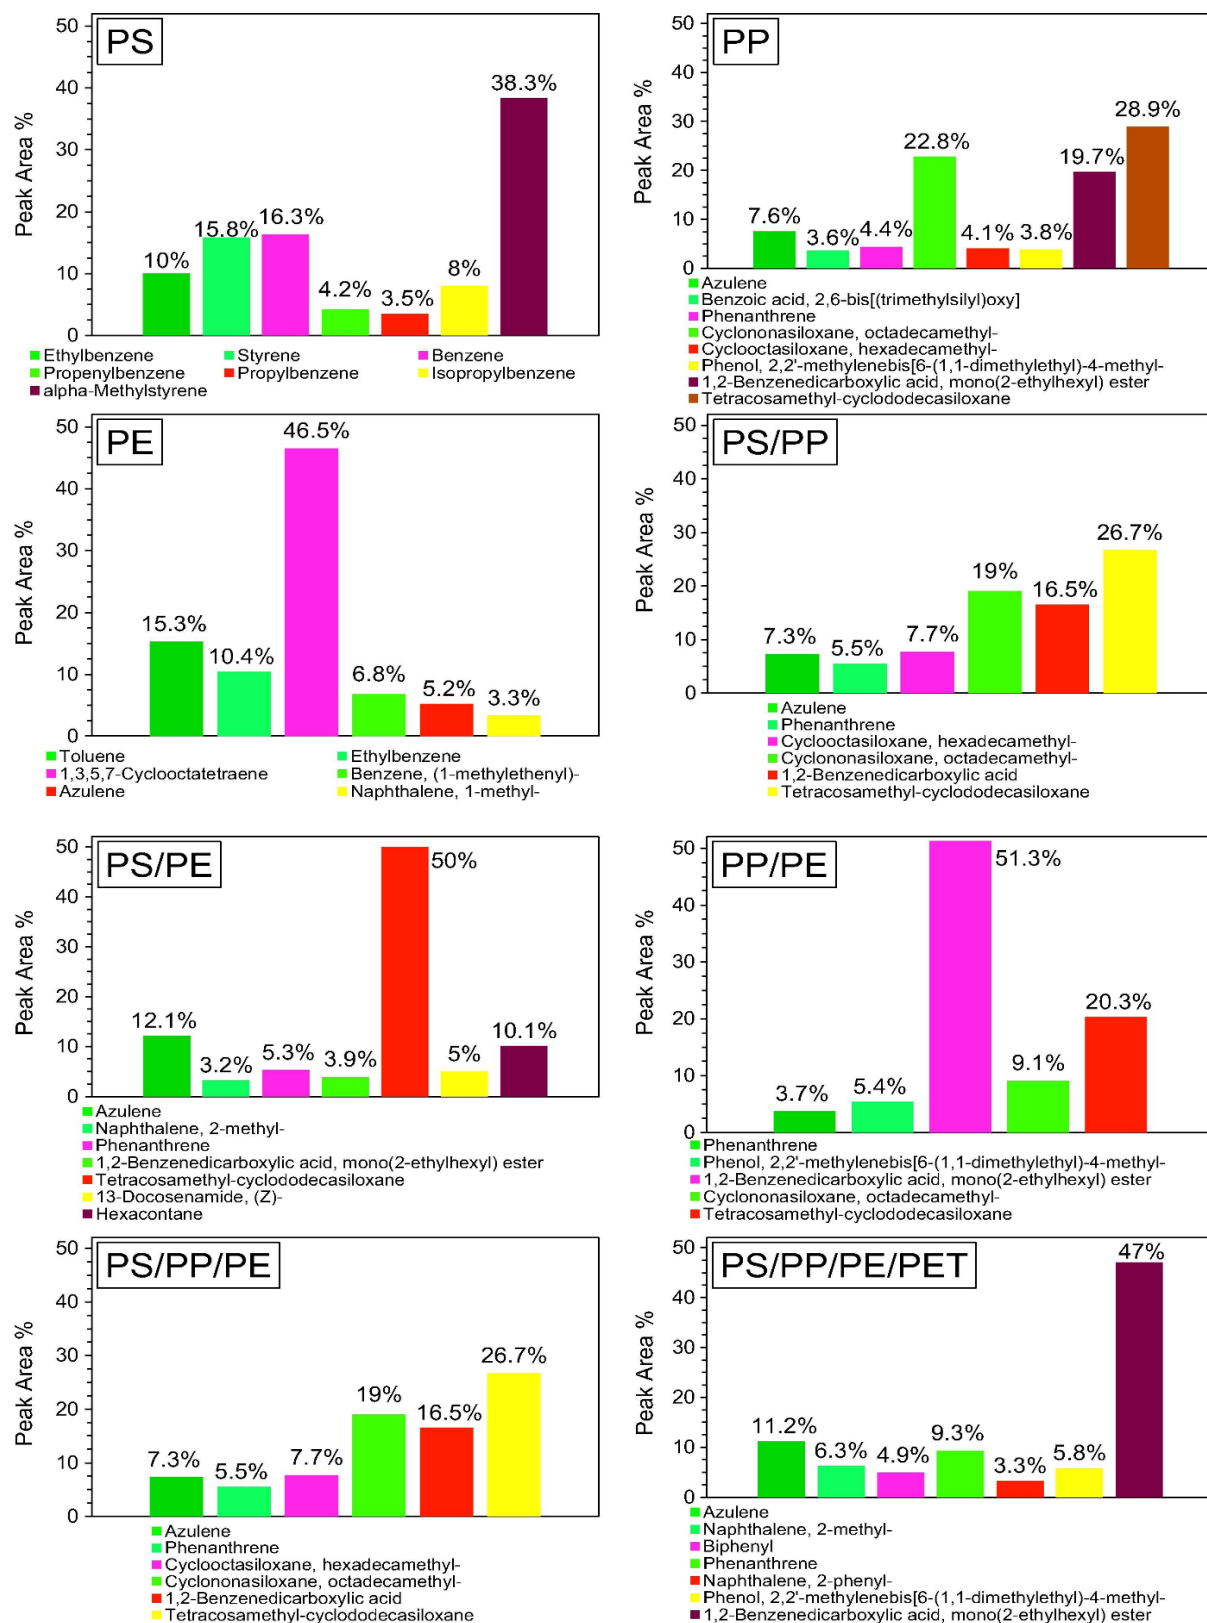 PS
Peak Area %
50
40
30
20
10
0
10%
15.8%
16.3%
4.2%
3.5%
8%
38.3%
Ethylbenzene
Styrene
Benzene
Propenylbenzene
Propylbenzene
Isopropylbenzene
alpha-Methylstyrene
PP
Peak Area %
50
40
30
20
10
0
7.6%
3.6%
4.4%
22.8%
4.1%
3.8%
19.7%
28.9%
Azulene
Benzoic acid, 2,6-bis[(trimethylsilyl)oxy]
Phenanthrene
Cyclononasiloxane, octadecamethyl-
Cyclooctasiloxane, hexadecamethyl-
Phenol, 2,2'-methylenebis[6-(1,1-dimethylethyl)-4-methyl-
1,2-Benzenedicarboxylic acid, mono(2-ethylhexyl) ester
Tetracosamethyl-cyclododecasiloxane
PE
Peak Area %
50
40
30
20
10
0
15.3%
10.4%
46.5%
6.8%
5.2%
3.3%
Toluene
Ethylbenzene
1,3,5,7-Cyclooctatetraene
Benzene, (1-methylethenyl)-
Azulene
Naphthalene, 1-methyl-
PS/PP
Peak Area %
50
40
30
20
10
0
7.3%
5.5%
7.7%
19%
16.5%
26.7%
Azulene
Phenanthrene
Cyclooctasiloxane, hexadecamethyl-
Cyclononasiloxane, octadecamethyl-
1,2-Benzenedicarboxylic acid
Tetracosamethyl-cyclododecasiloxane
PS/PE
Peak Area %
50
40
30
20
10
0
12.1%
3.2%
5.3%
3.9%
50%
5%
10.1%
Azulene
Naphthalene, 2-methyl-
Phenanthrene
1,2-Benzenedicarboxylic acid, mono(2-ethylhexyl) ester
Tetracosamethyl-cyclododecasiloxane
13-Docosenamide, (Z)-
Hexacontane
PP/PE
Peak Area %
50
40
30
20
10
0
3.7%
5.4%
51.3%
9.1%
20.3%
Phenanthrene
Phenol, 2,2'-methylenebis[6-(1,1-dimethylethyl)-4-methyl-
1,2-Benzenedicarboxylic acid, mono(2-ethylhexyl) ester
Cyclononasiloxane, octadecamethyl-
Tetracosamethyl-cyclododecasiloxane
PS/PP/PE
Peak Area %
50
40
30
20
10
0
7.3%
5.5%
7.7%
19%
16.5%
26.7%
Azulene
Phenanthrene
Cyclooctasiloxane, hexadecamethyl-
Cyclononasiloxane, octadecamethyl-
1,2-Benzenedicarboxylic acid
Tetracosamethyl-cyclododecasiloxane
PS/PP/PE/PET
Peak Area %
50
40
30
20
10
0
11.2%
6.3%
4.9%
9.3%
3.3%
5.8%
47%
Azulene
Naphthalene, 2-methyl-
Biphenyl
Phenanthrene
Naphthalene, 2-phenyl-
Phenol, 2,2'-methylenebis[6-(1,1-dimethylethyl)-4-methyl-
1,2-Benzenedicarboxylic acid, mono(2-ethylhexyl) ester